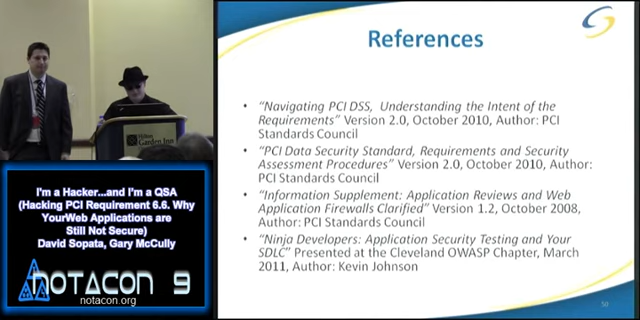 References
• "Navigating PCI DSS, Understanding the Intent of the
Requirements" Version 2.0, October 2010, Author: PCI
Standards Council
• "PCI Data Security Standard, Requirements and Security
Assessment Procedures" Version 2.0, October 2010, Author:
PCI Standards Council
• "Information Supplement: Application Reviews and Web
Application Firewalls Clarified" Version 1.2, October 2008,
Author: PCI Standards Council
• "Ninja Developers: Application Security Testing and Your
SDLC" Presented at the Cleveland OWASP Chapter, March
2011, Author: Kevin Johnson
50
Hilton
Garden Inn
I'm a Hacker...and I'm a QSA
(Hacking PCI Requirement 6.6. Why
YourWeb Applications are
Still Not Secure)
David Sopata, Gary McCully
NOTACON 9
notacon.org